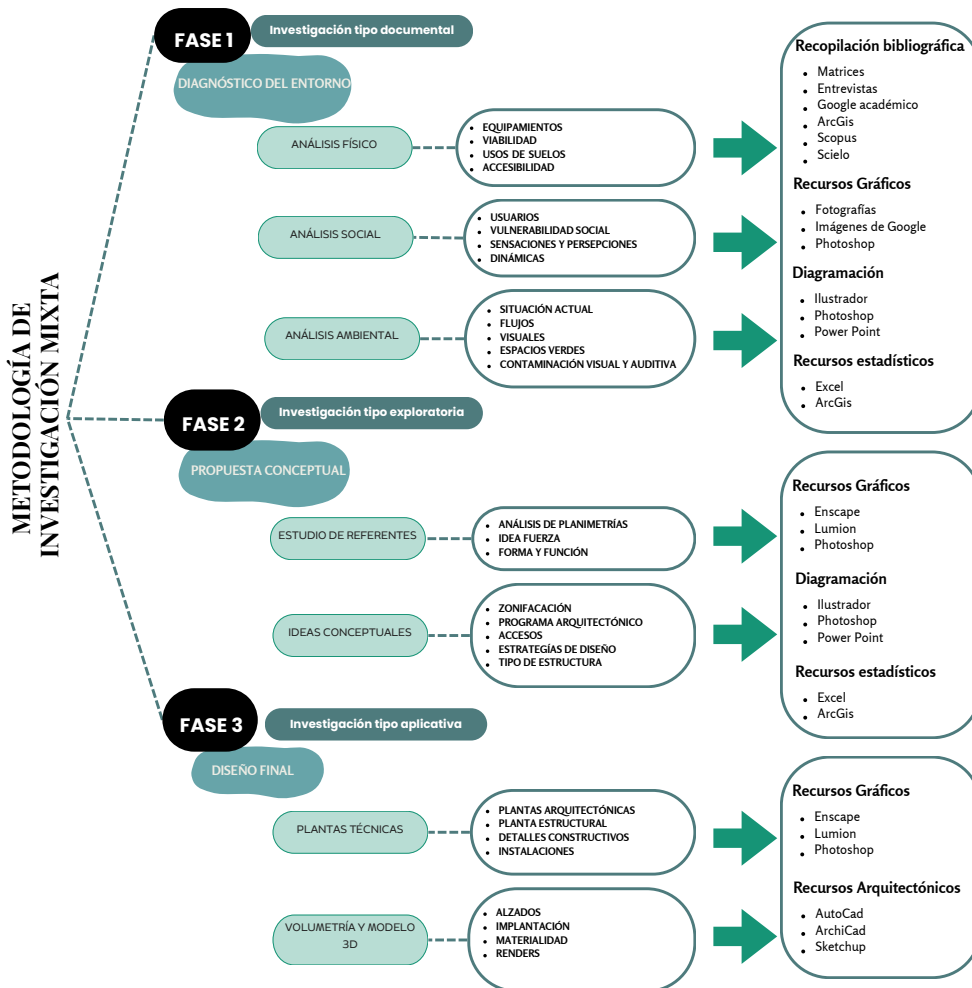 METODOLOGÍA DE
INVESTIGACIÓN MIXTA
FASE 1
Investigación tipo documental
DIAGNÓSTICO DEL ENTORNO
ANÁLISIS FÍSICO
EQUIPAMIENTOS
VIABILIDAD
USOS DE SUELOS
ACCESIBILIDAD
ANÁLISIS SOCIAL
USUARIOS
VULNERABILIDAD SOCIAL
SENSACIONES Y PERSEPCIONES
DINÁMICAS
ANÁLISIS AMBIENTAL
SITUACIÓN ACTUAL
FLUJOS
VISUALES
ESPACIOS VERDES
CONTAMINACIÓN VISUAL Y AUDITIVA
Recopilación bibliográfica
Matrices
Entrevistas
Google académico
ArcGis
Scopus
Scielo
Recursos Gráficos
Fotografías
Imágenes de Google
Photoshop
Diagramación
Ilustrador
Photoshop
Power Point
Recursos estadísticos
Excel
ArcGis
FASE 2
Investigación tipo exploratoria
PROPUESTA CONCEPTUAL
ESTUDIO DE REFERENTES
ANÁLISIS DE PLANIMETRÍAS
IDEA FUERZA
FORMA Y FUNCIÓN
IDEAS CONCEPTUALES
ZONIFACACIÓN
PROGRAMA ARQUITECTÓNICO
ACCESOS
ESTRATEGÍAS DE DISEÑO
TIPO DE ESTRUCTURA
Recursos Gráficos
Enscape
Lumion
Photoshop
Diagramación
Ilustrador
Photoshop
Power Point
Recursos estadísticos
Excel
ArcGis
FASE 3
Investigación tipo aplicativa
DISEÑO FINAL
PLANTAS TÉCNICAS
PLANTAS ARQUITECTÓNICAS
PLANTA ESTRUCTURAL
DETALLES CONSTRUCTIVOS
INSTALACIONES
VOLUMETRÍA Y MODELO
3D
ALZADOS
IMPLANTACIÓN
MATERIALIDAD
RENDERS
Recursos Gráficos
Enscape
Lumion
Photoshop
Recursos Arquitectónicos
AutoCad
ArchiCad
Sketchup